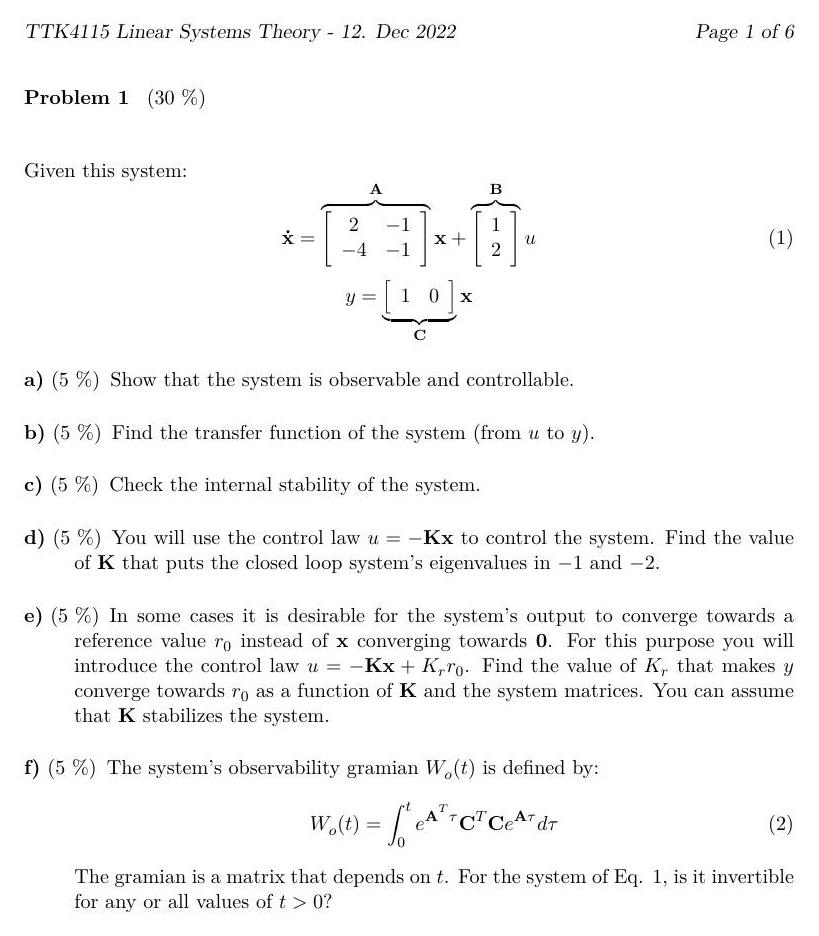 TTK4115 Linear Systems Theory - 12. Dec 2022 Page 1 of 6
Problem 1 (30 %)
Given this system:
A B
ẋ = [ 2 −1 ; −4 −1 ] x + [ 1 ; 2 ] u (1)
y = [ 1 0 ] x
C
a) (5 %) Show that the system is observable and controllable.
b) (5 %) Find the transfer function of the system (from u to y).
c) (5 %) Check the internal stability of the system.
d) (5 %) You will use the control law u = −Kx to control the system. Find the value
of K that puts the closed loop system's eigenvalues in −1 and −2.
e) (5 %) In some cases it is desirable for the system's output to converge towards a
reference value r₀ instead of x converging towards 0. For this purpose you will
introduce the control law u = −Kx + Kᵣr₀. Find the value of Kᵣ that makes y
converge towards r₀ as a function of K and the system matrices. You can assume
that K stabilizes the system.
f) (5 %) The system's observability gramian Wₒ(t) is defined by:
Wₒ(t) = ∫₀ᵗ e^{Aᵀτ} CᵀCe^{Aτ} dτ (2)
The gramian is a matrix that depends on t. For the system of Eq. 1, is it invertible
for any or all values of t > 0?